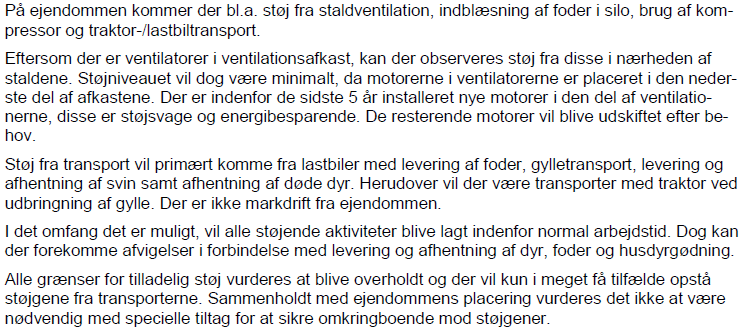 På ejendommen kommer der bl.a. støj fra staldventilation, indblæsning af foder i silo, brug af kom-
pressor og traktor-/lastbiltransport.
Eftersom der er ventilatorer i ventilationsafkast, kan der observeres støj fra disse i nærheden af
staldene. Støjniveauet vil dog være minimalt, da motorerne i ventilatorerne er placeret i den neder-
ste del af afkastene. Der er indenfor de sidste 5 år installeret nye motorer i den del af ventilatio-
nerne, disse er støjsvage og energibesparende. De resterende motorer vil blive udskiftet efter be-
hov.
Støj fra transport vil primært komme fra lastbiler med levering af foder, gylletransport, levering og
afhentning af svin samt afhentning af døde dyr. Herudover vil der være transporter med traktor ved
udbringning af gylle. Der er ikke markdrift fra ejendommen.
I det omfang det er muligt, vil alle støjende aktiviteter blive lagt indenfor normal arbejdstid. Dog kan
der forekomme afvigelser i forbindelse med levering og afhentning af dyr, foder og husdyrgødning.
Alle grænser for tilladelig støj vurderes at blive overholdt og der vil kun i meget få tilfælde opstå
støjgene fra transporterne. Sammenholdt med ejendommens placering vurderes det ikke at være
nødvendig med specielle tiltag for at sikre omkringboende mod støjgener.